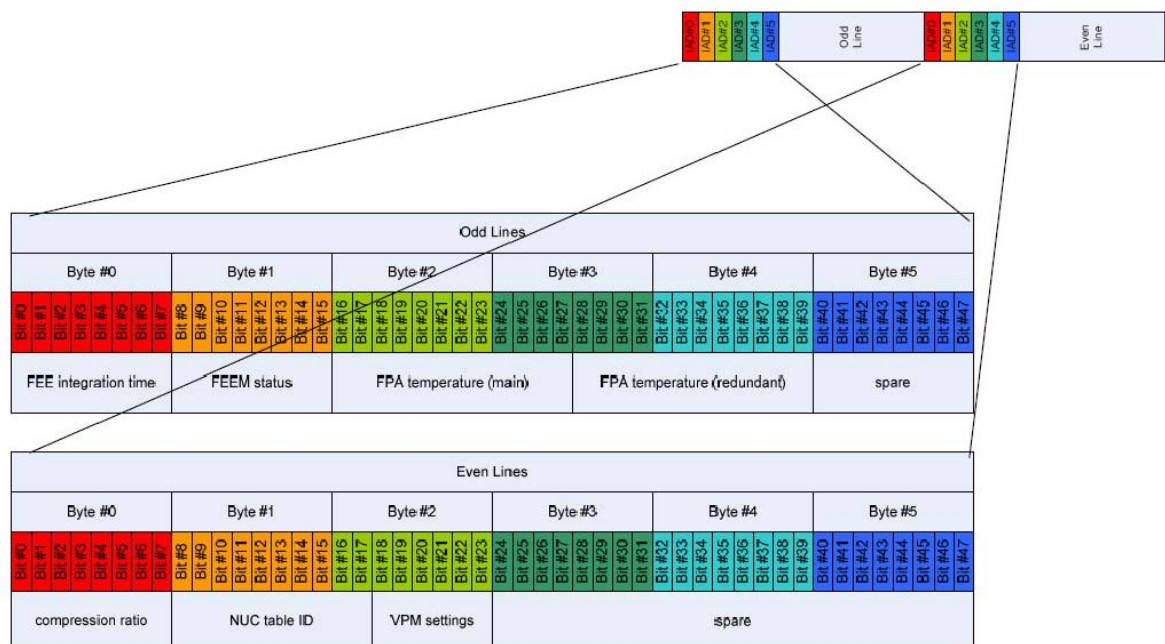 IAD#0 IAD#1 IAD#2 IAD#3 IAD#4 IAD#5 Odd Line IAD#0 IAD#1 IAD#2 IAD#3 IAD#4 IAD#5 Even Line
Odd Lines
Byte #0 Byte #1 Byte #2 Byte #3 Byte #4 Byte #5
Bit #0 Bit #1 Bit #2 Bit #3 Bit #4 Bit #5 Bit #6 Bit #7 Bit #8 Bit #9 Bit #10 Bit #11 Bit #12 Bit #13 Bit #14 Bit #15 Bit #16 Bit #17 Bit #18 Bit #19 Bit #20 Bit #21 Bit #22 Bit #23 Bit #24 Bit #25 Bit #26 Bit #27 Bit #28 Bit #29 Bit #30 Bit #31 Bit #32 Bit #33 Bit #34 Bit #35 Bit #36 Bit #37 Bit #38 Bit #39 Bit #40 Bit #41 Bit #42 Bit #43 Bit #44 Bit #45 Bit #46 Bit #47
FEE integration time FEEM status FPA temperature (main) FPA temperature (redundant) spare
Even Lines
Byte #0 Byte #1 Byte #2 Byte #3 Byte #4 Byte #5
Bit #0 Bit #1 Bit #2 Bit #3 Bit #4 Bit #5 Bit #6 Bit #7 Bit #8 Bit #9 Bit #10 Bit #11 Bit #12 Bit #13 Bit #14 Bit #15 Bit #16 Bit #17 Bit #18 Bit #19 Bit #20 Bit #21 Bit #22 Bit #23 Bit #24 Bit #25 Bit #26 Bit #27 Bit #28 Bit #29 Bit #30 Bit #31 Bit #32 Bit #33 Bit #34 Bit #35 Bit #36 Bit #37 Bit #38 Bit #39 Bit #40 Bit #41 Bit #42 Bit #43 Bit #44 Bit #45 Bit #46 Bit #47
compression ratio NUC table ID VPM settings spare